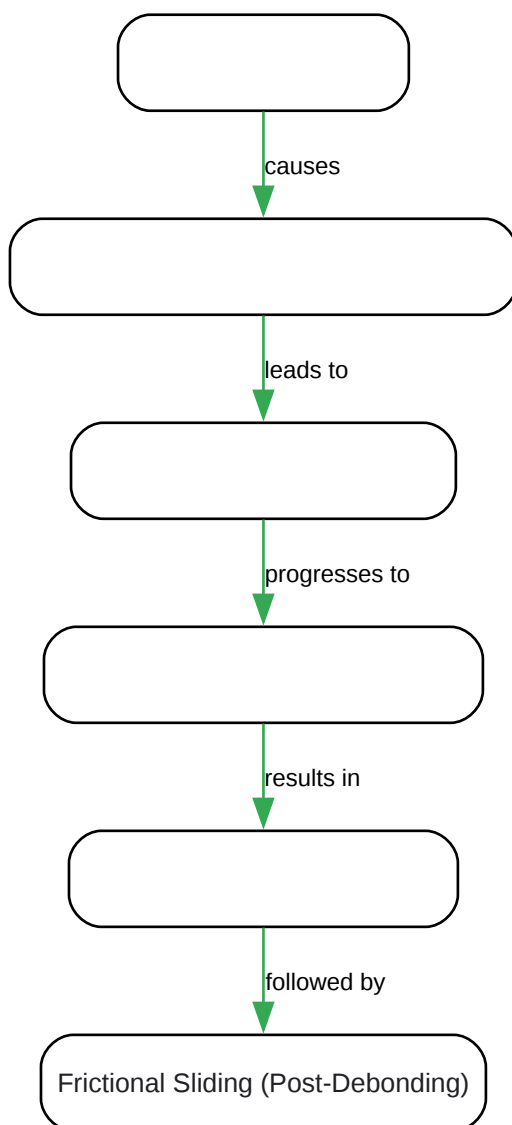 causes
leads to
progresses to
results in
followed by
Frictional Sliding (Post-Debonding)